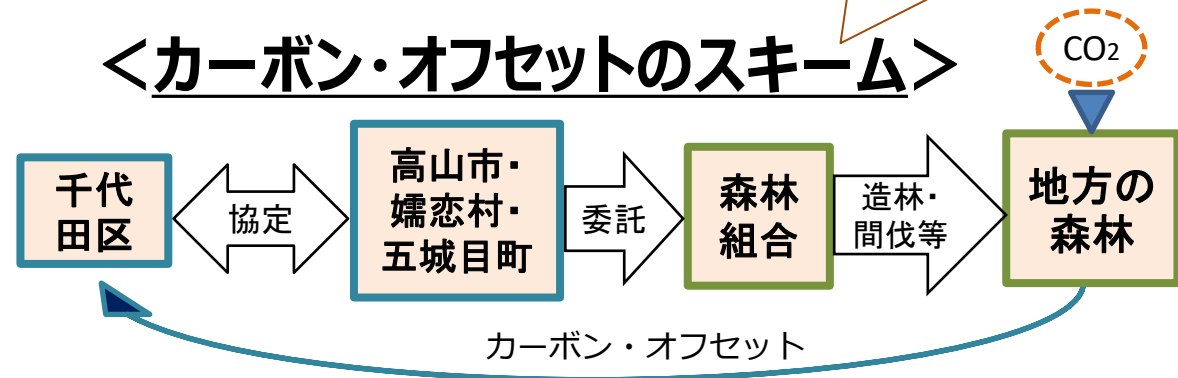 <カーボン・オフセットのスキーム>
CO2
千代
田区
協定
高山市・
嬬恋村・
五城目町
委託
森林
組合
造林・
間伐等
地方の
森林
カーボン・オフセット